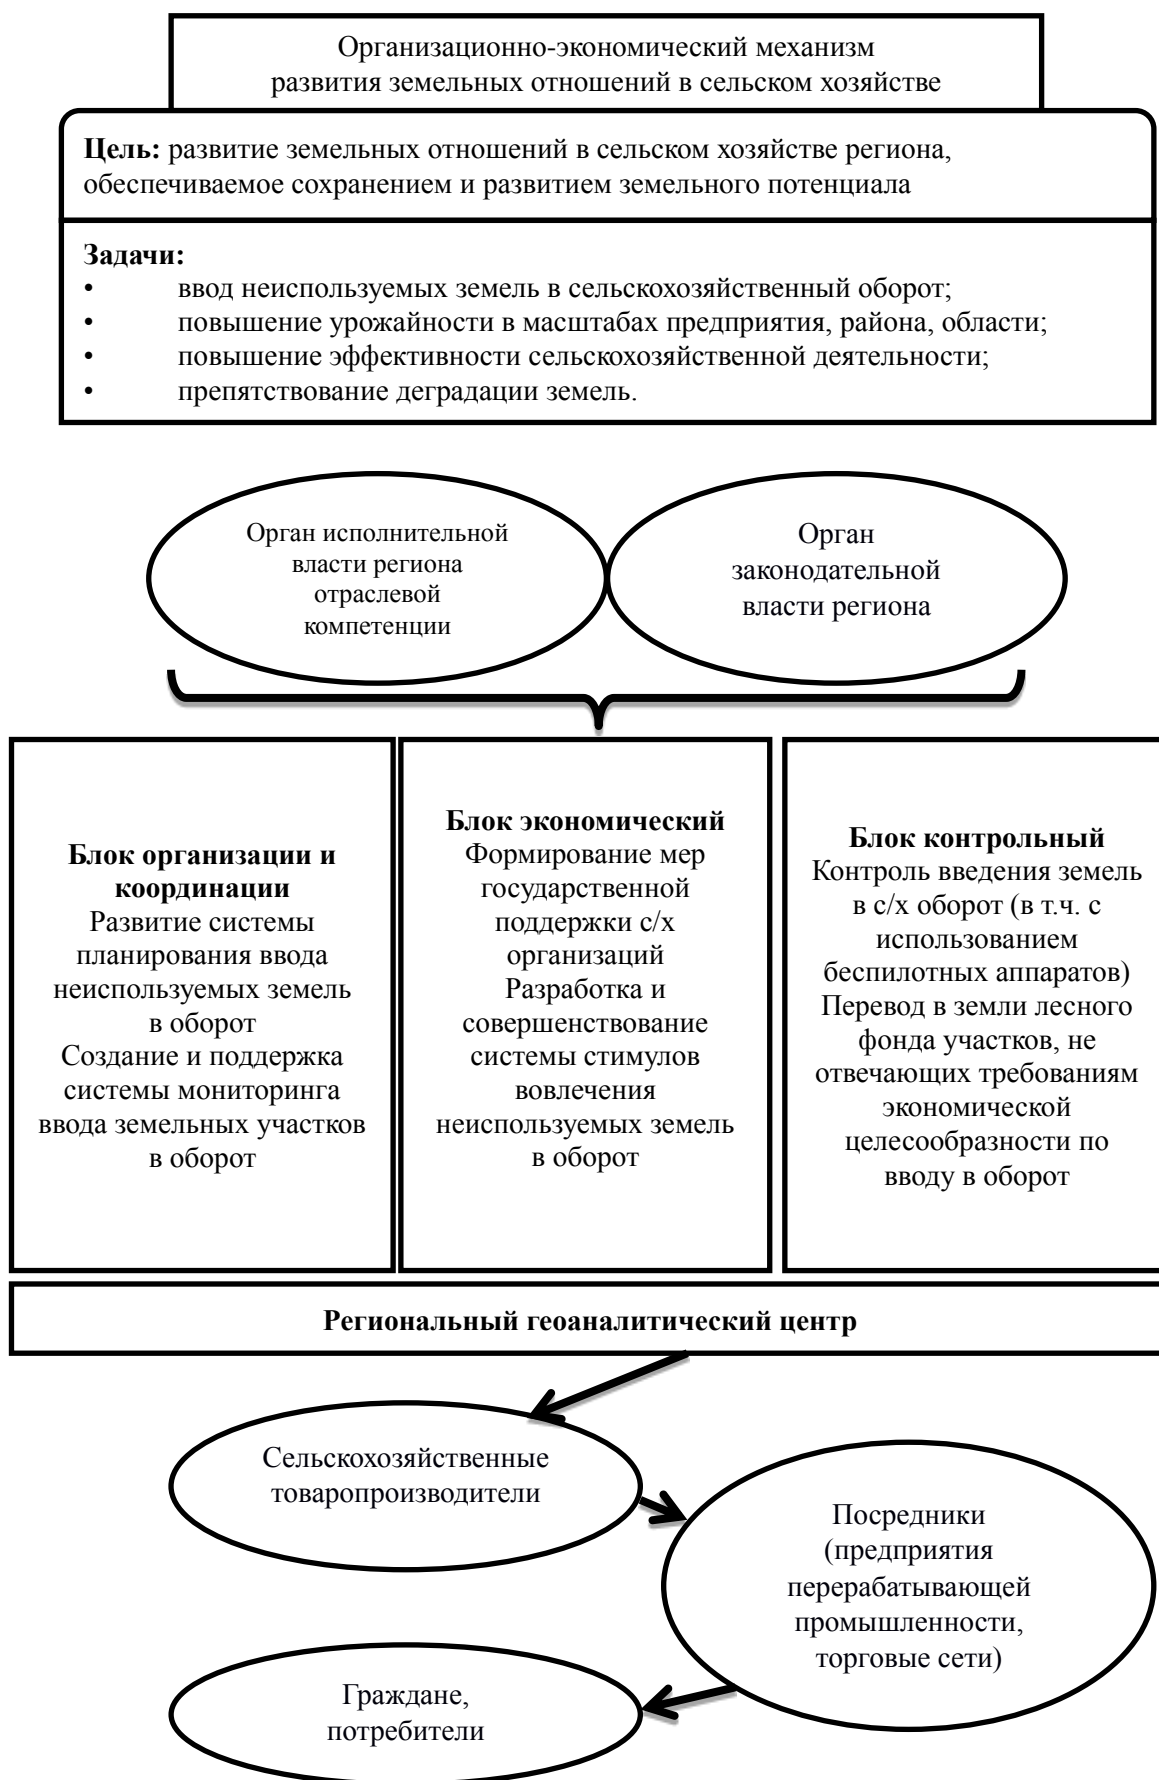 Организационно-экономический механизм
развития земельных отношений в сельском хозяйстве
Цель: развитие земельных отношений в сельском хозяйстве региона,
обеспечиваемое сохранением и развитием земельного потенциала
Задачи:
• ввод неиспользуемых земель в сельскохозяйственный оборот;
• повышение урожайности в масштабах предприятия, района, области;
• повышение эффективности сельскохозяйственной деятельности;
• препятствование деградации земель.
Орган исполнительной
власти региона
отраслевой
компетенции
Орган
законодательной
власти региона
Блок организации и
координации
Развитие системы
планирования ввода
неиспользуемых земель
в оборот
Создание и поддержка
системы мониторинга
ввода земельных участков
в оборот
Блок экономический
Формирование мер
государственной
поддержки с/х
организаций
Разработка и
совершенствование
системы стимулов
вовлечения
неиспользуемых земель
в оборот
Блок контрольный
Контроль введения земель
в с/х оборот (в т.ч. с
использованием
беспилотных аппаратов)
Перевод в земли лесного
фонда участков, не
отвечающих требованиям
экономической
целесообразности по
вводу в оборот
Региональный геоаналитический центр
Сельскохозяйственные
товаропроизводители
Посредники
(предприятия
перерабатывающей
промышленности,
торговые сети)
Граждане,
потребители